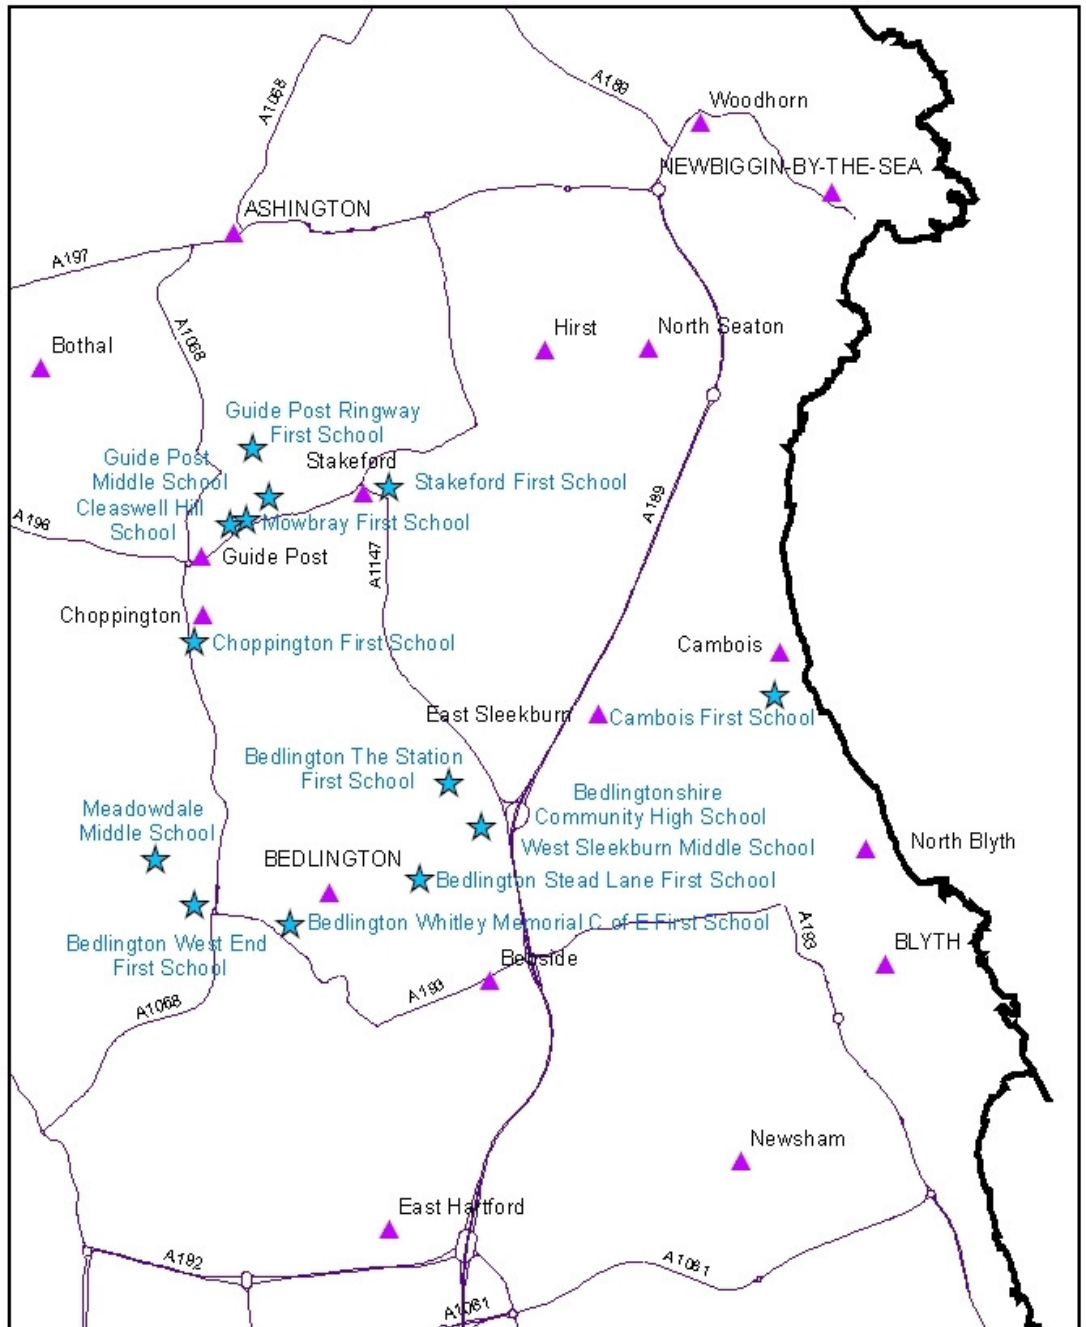 A1068
A189
Woodhorn
NEWBIGGIN-BY-THE-SEA
ASHINGTON
A197
A1068
Hirst
North Seaton
Bothal
Guide Post Ringway
First School
Guide Post
Middle School
Stakeford
Stakeford First School
Cleaswell Hill
School
Mowbray First School
A196
A189
Guide Post
A1147
Choppington
Choppington First School
Cambois
East Sleekburn
Cambois First School
Bedlington The Station
First School
Bedlingtonshire
Community High School
Meadowdale
Middle School
West Sleekburn Middle School
North Blyth
BEDLINGTON
Bedlington Stead Lane First School
Bedlington Whitley Memorial C of E First School
A193
Bedlington West End
First School
BLYTH
Bebside
A193
A1068
Newsham
East Hartford
A192
A1061
A1061